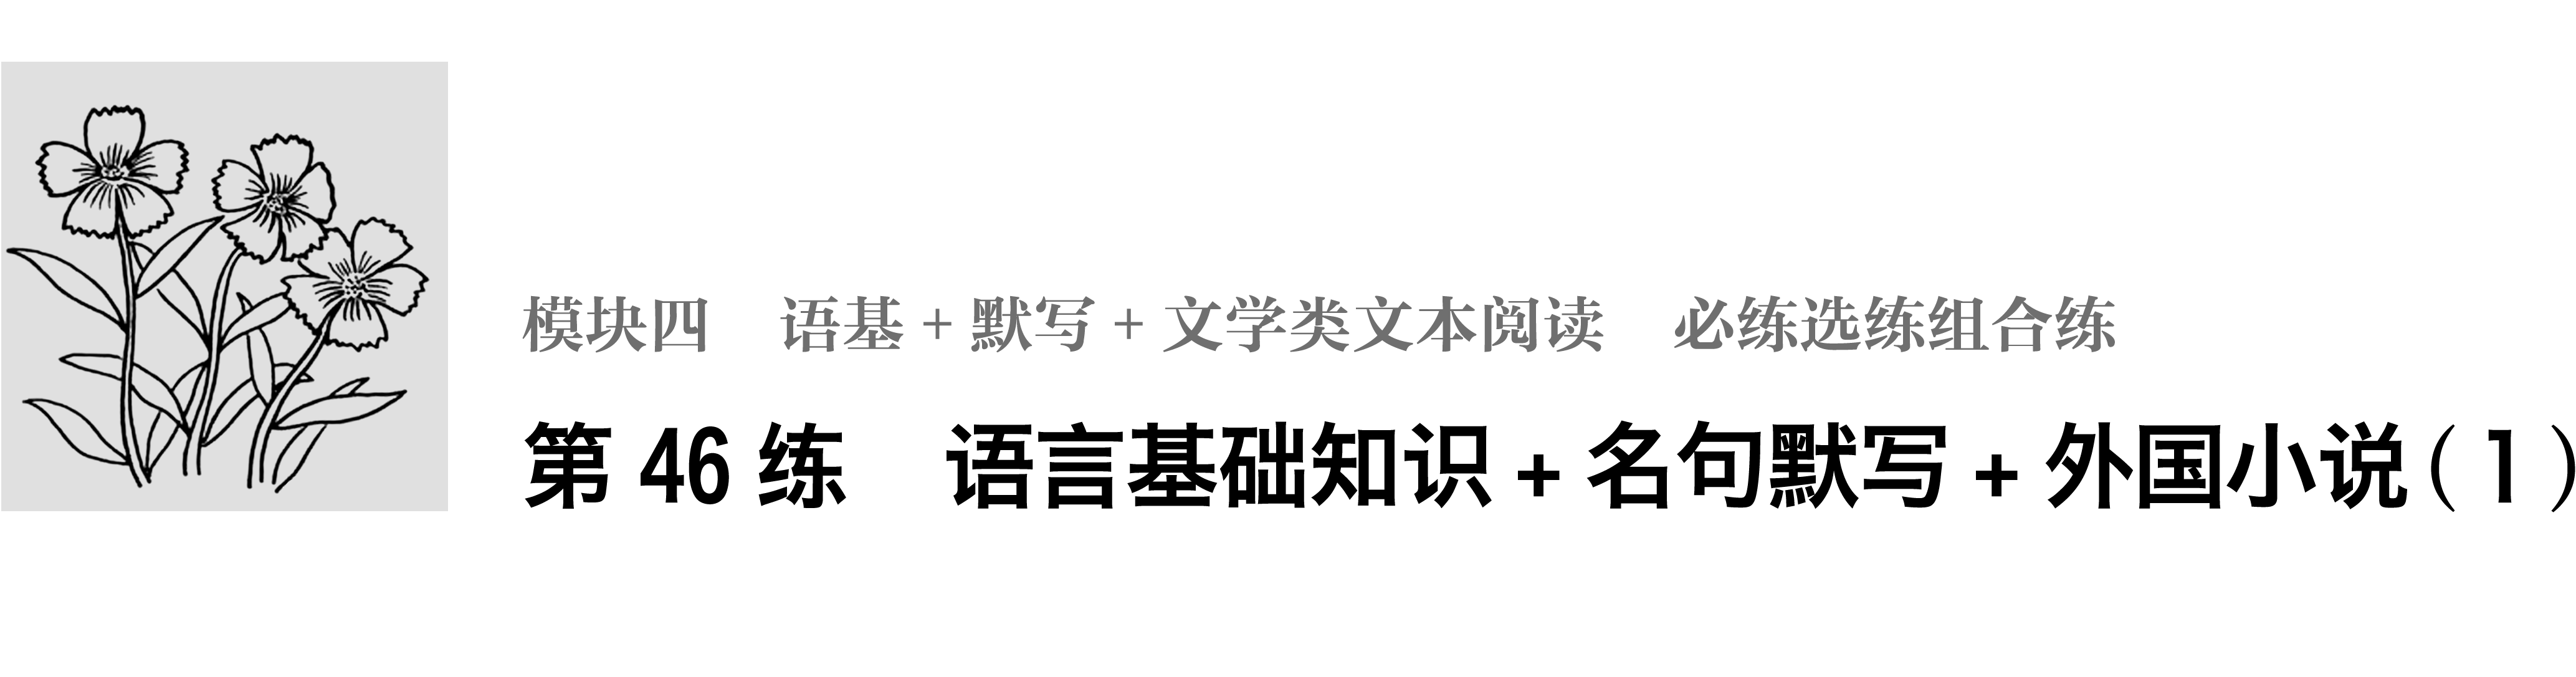 模块四　语基+默写+文学类文本阅读　必练选练组合练
第46练　语言基础知识+名句默写+外国小说(1)